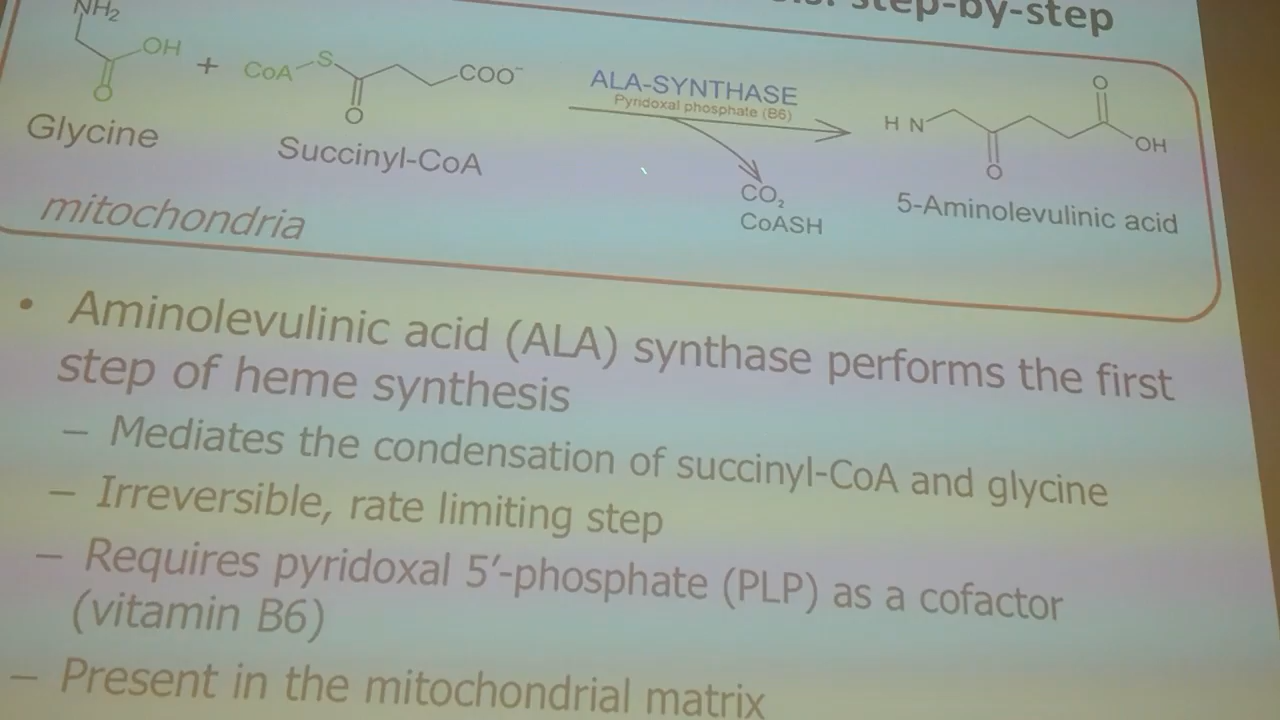 step-by-step
NH₂
OH
O
+
CoA
S
O
COO⁻
ALA-SYNTHASE
Pyridoxal phosphate (B6)
CO₂
CoASH
H N
O
O
OH
Glycine
Succinyl-CoA
5-Aminolevulinic acid
mitochondria
• Aminolevulinic acid (ALA) synthase performs the first
step of heme synthesis
– Mediates the condensation of succinyl-CoA and glycine
– Irreversible, rate limiting step
– Requires pyridoxal 5′-phosphate (PLP) as a cofactor
(vitamin B6)
– Present in the mitochondrial matrix